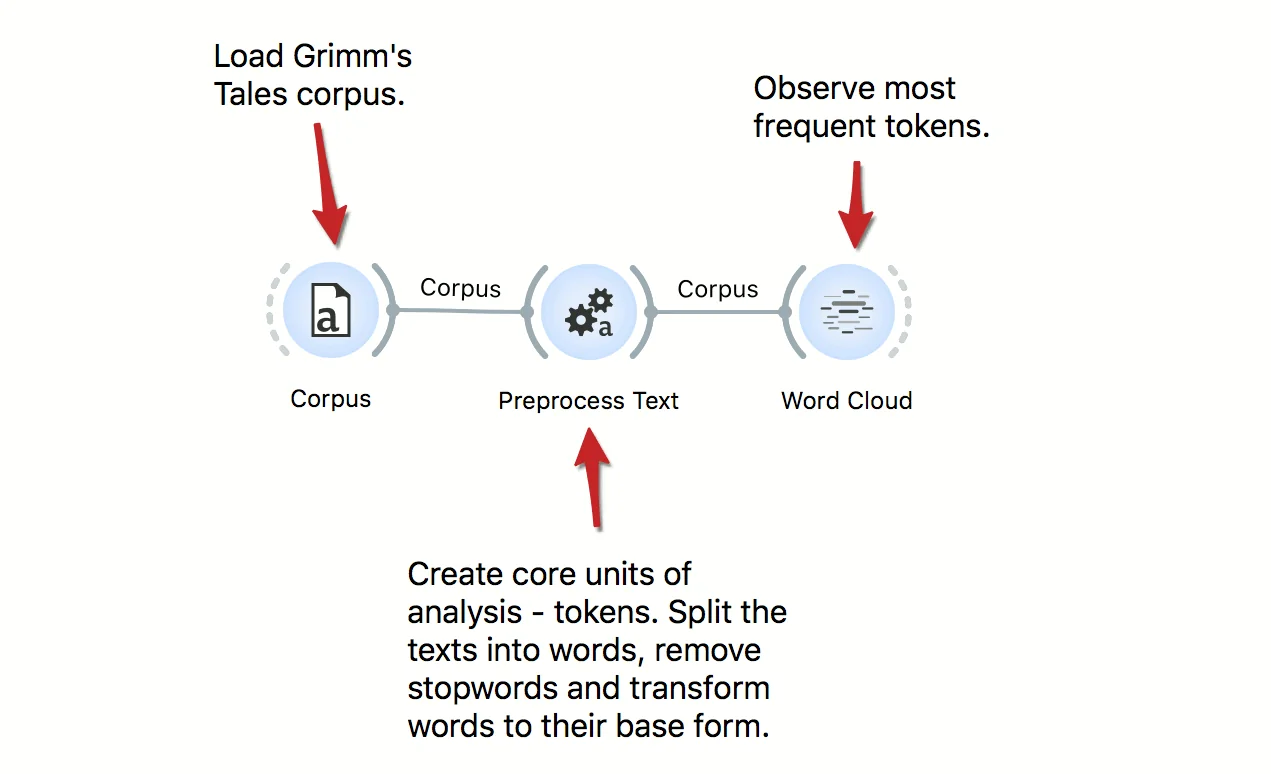 Load Grimm's
Tales corpus.
Observe most
frequent tokens.
Corpus
Corpus
a
a
Corpus
Preprocess Text
Word Cloud
Create core units of
analysis - tokens. Split the
texts into words, remove
stopwords and transform
words to their base form.